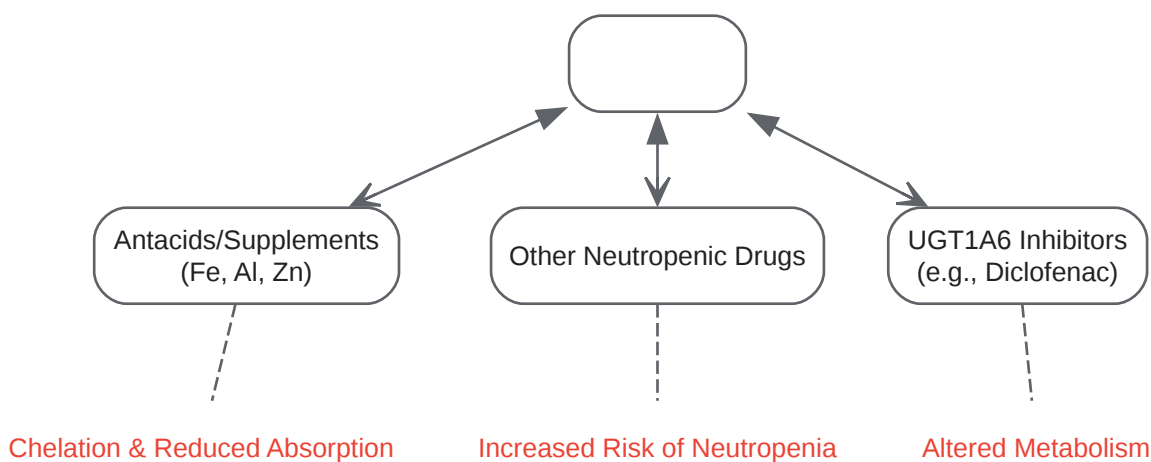 Antacids/Supplements
(Fe, Al, Zn)
Other Neutropenic Drugs
UGT1A6 Inhibitors
(e.g., Diclofenac)
Chelation & Reduced Absorption
Increased Risk of Neutropenia
Altered Metabolism